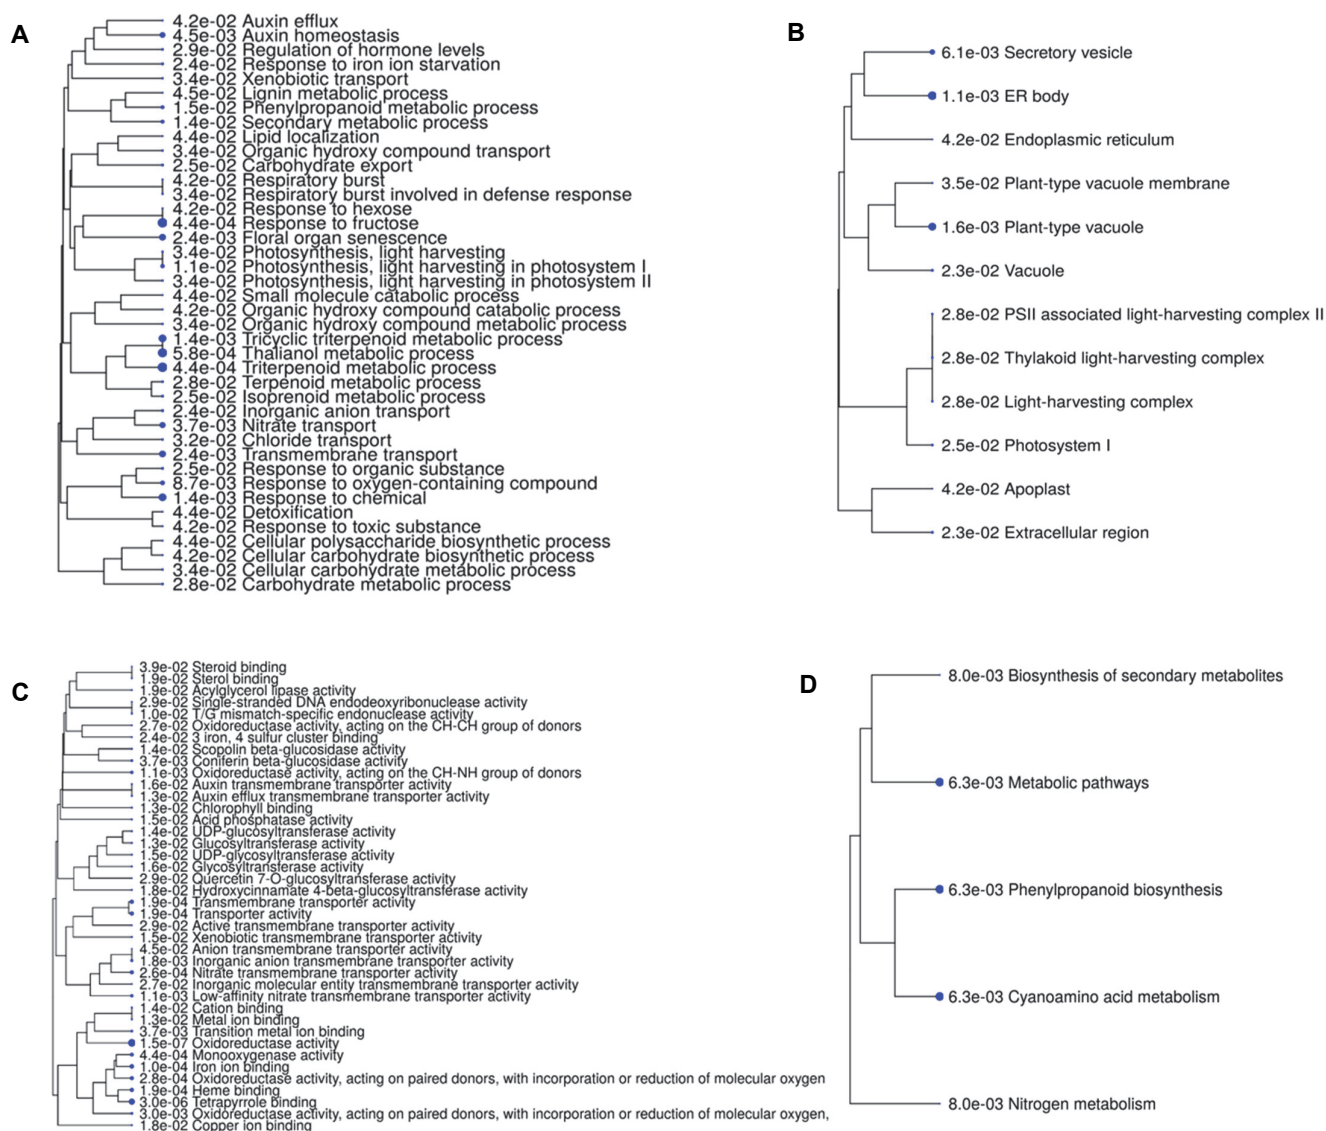 A
4.2e-02 Auxin efflux
4.5e-03 Auxin homeostasis
2.9e-02 Regulation of hormone levels
2.4e-02 Response to iron ion starvation
3.4e-02 Xenobiotic transport
4.5e-02 Lignin metabolic process
1.5e-02 Phenylpropanoid metabolic process
1.4e-02 Secondary metabolic process
4.4e-02 Lipid localization
3.4e-02 Organic hydroxy compound transport
2.5e-02 Carbohydrate export
4.2e-02 Respiratory burst
3.4e-02 Respiratory burst involved in defense response
4.2e-02 Response to hexose
4.4e-04 Response to fructose
2.4e-03 Floral organ senescence
3.4e-02 Photosynthesis, light harvesting
1.1e-02 Photosynthesis, light harvesting in photosystem I
3.4e-02 Photosynthesis, light harvesting in photosystem II
4.4e-02 Small molecule catabolic process
4.2e-02 Organic hydroxy compound catabolic process
3.4e-02 Organic hydroxy compound metabolic process
1.4e-03 Tricyclic triterpenoid metabolic process
5.8e-04 Thalianol metabolic process
4.4e-04 Triterpenoid metabolic process
2.8e-02 Terpenoid metabolic process
2.5e-02 Isoprenoid metabolic process
2.4e-02 Inorganic anion transport
3.7e-03 Nitrate transport
3.2e-02 Chloride transport
2.4e-03 Transmembrane transport
2.5e-02 Response to organic substance
8.7e-03 Response to oxygen-containing compound
1.4e-03 Response to chemical
4.4e-02 Detoxification
4.2e-02 Response to toxic substance
4.4e-02 Cellular polysaccharide biosynthetic process
4.2e-02 Cellular carbohydrate biosynthetic process
3.4e-02 Cellular carbohydrate metabolic process
2.8e-02 Carbohydrate metabolic process
B
6.1e-03 Secretory vesicle
1.1e-03 ER body
4.2e-02 Endoplasmic reticulum
3.5e-02 Plant-type vacuole membrane
1.6e-03 Plant-type vacuole
2.3e-02 Vacuole
2.8e-02 PSII associated light-harvesting complex II
2.8e-02 Thylakoid light-harvesting complex
2.8e-02 Light-harvesting complex
2.5e-02 Photosystem I
4.2e-02 Apoplast
2.3e-02 Extracellular region
C
3.9e-02 Steroid binding
1.9e-02 Sterol binding
1.9e-02 Acylglycerol lipase activity
2.9e-02 Single-stranded DNA endodeoxyribonuclease activity
1.0e-02 T/G mismatch-specific endonuclease activity
2.7e-02 Oxidoreductase activity, acting on the CH-CH group of donors
2.4e-02 3 iron, 4 sulfur cluster binding
1.4e-02 Scopolin beta-glucosidase activity
3.7e-03 Coniferin beta-glucosidase activity
1.1e-03 Oxidoreductase activity, acting on the CH-NH group of donors
1.6e-02 Auxin transmembrane transporter activity
1.3e-02 Auxin efflux transmembrane transporter activity
1.3e-02 Chlorophyll binding
1.5e-02 Acid phosphatase activity
1.4e-02 UDP-glucosyltransferase activity
1.3e-02 Glucosyltransferase activity
1.5e-02 UDP-glycosyltransferase activity
1.6e-02 Glycosyltransferase activity
2.9e-02 Quercetin 7-O-glucosyltransferase activity
1.8e-02 Hydroxycinnamate 4-beta-glucosyltransferase activity
1.9e-04 Transmembrane transporter activity
1.9e-04 Transporter activity
2.9e-02 Active transmembrane transporter activity
1.5e-02 Xenobiotic transmembrane transporter activity
4.5e-02 Anion transmembrane transporter activity
1.8e-03 Inorganic anion transmembrane transporter activity
2.6e-04 Nitrate transmembrane transporter activity
2.7e-02 Inorganic molecular entity transmembrane transporter activity
1.1e-03 Low-affinity nitrate transmembrane transporter activity
1.4e-02 Cation binding
1.3e-02 Metal ion binding
3.7e-03 Transition metal ion binding
1.5e-07 Oxidoreductase activity
4.4e-04 Monooxygenase activity
1.0e-04 Iron ion binding
2.8e-04 Oxidoreductase activity, acting on paired donors, with incorporation or reduction of molecular oxygen
1.9e-04 Heme binding
3.0e-06 Tetrapyrrole binding
3.0e-03 Oxidoreductase activity, acting on paired donors, with incorporation or reduction of molecular oxygen,
1.8e-02 Copper ion binding
D
8.0e-03 Biosynthesis of secondary metabolites
6.3e-03 Metabolic pathways
6.3e-03 Phenylpropanoid biosynthesis
6.3e-03 Cyanoamino acid metabolism
8.0e-03 Nitrogen metabolism